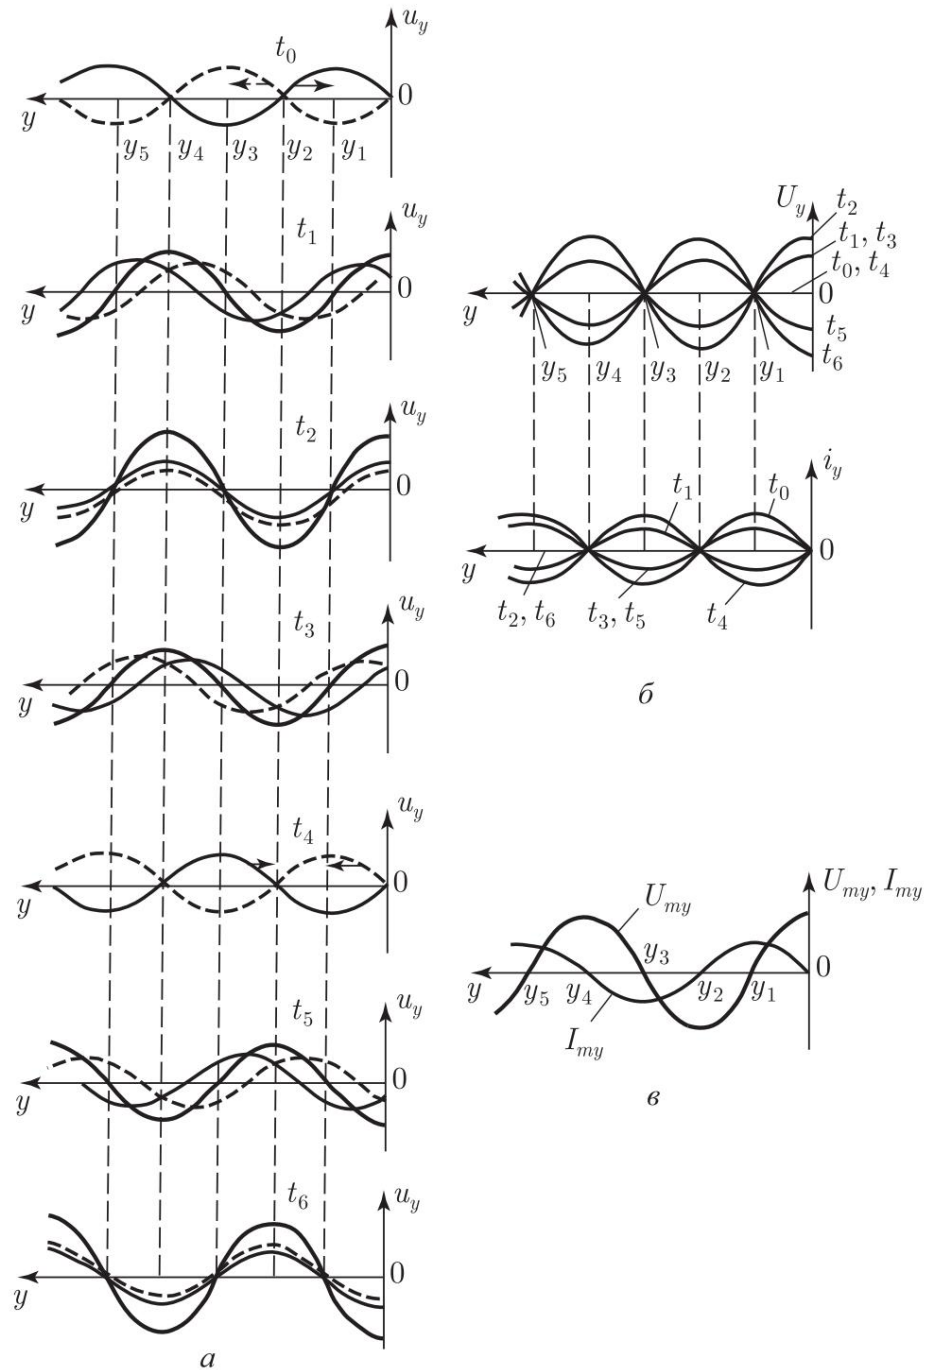 u_y
t_0
0
y
y_5 y_4 y_3 y_2 y_1
u_y
t_1
0
y
u_y
t_2
0
y
u_y
t_3
0
y
u_y
t_4
0
y
u_y
t_5
0
y
u_y
t_6
0
y
а
U_y
t_2
t_1, t_3
t_0, t_4
0
y
t_5
y_5 y_4 y_3 y_2 y_1
t_6
i_y
t_1 t_0
0
y
t_2, t_6 t_3, t_5 t_4
б
U_my
U_my, I_my
y_3
0
y
y_5 y_4 y_2 y_1
I_my
в